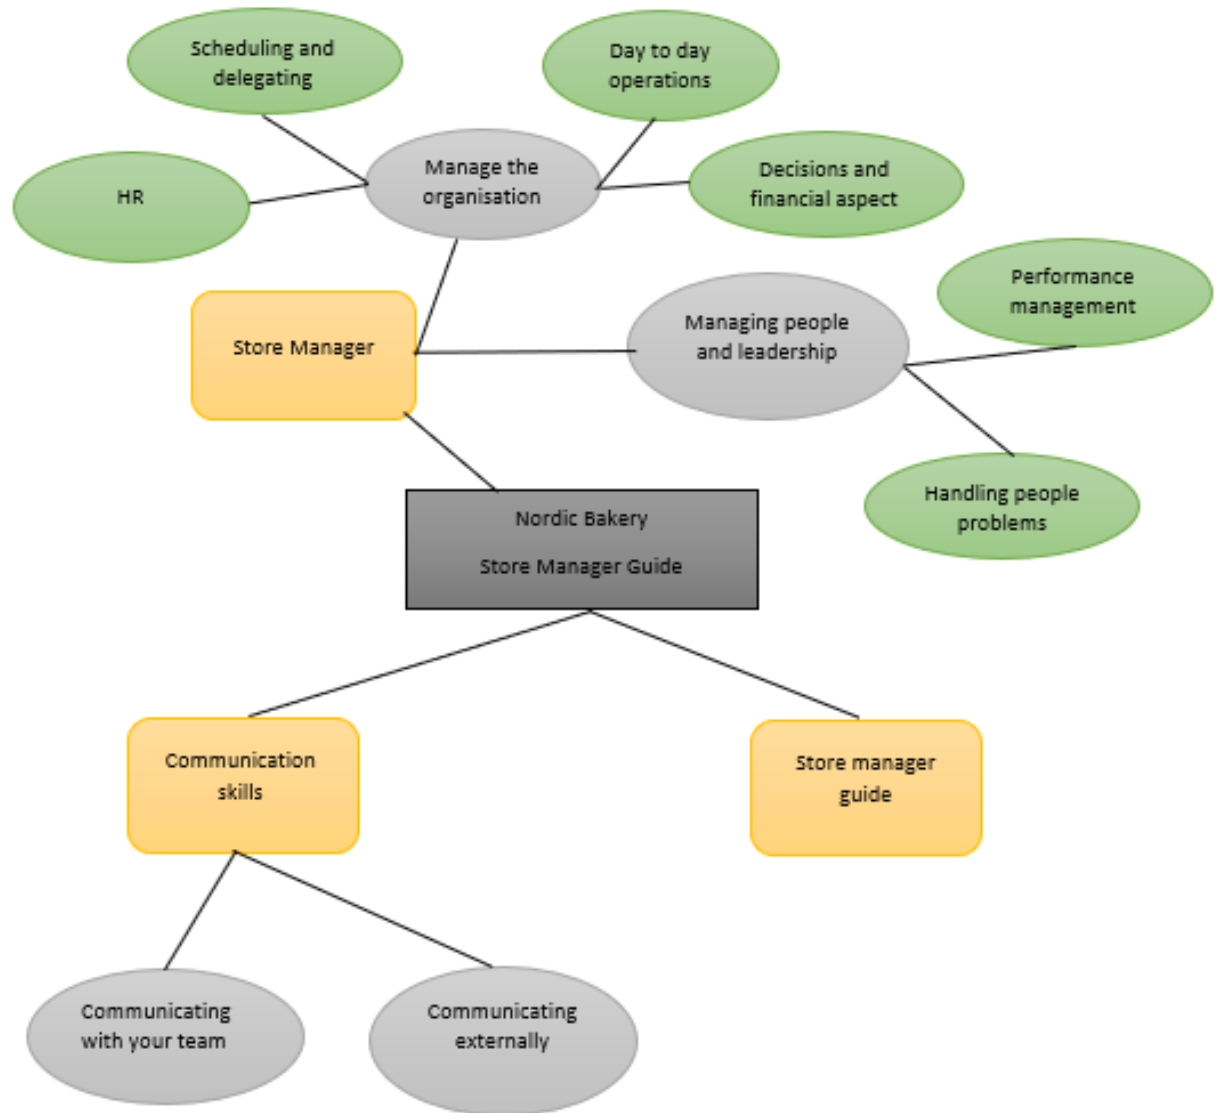 Scheduling and
delegating
Day to day
operations
HR
Manage the
organisation
Decisions and
financial aspect
Store Manager
Managing people
and leadership
Performance
management
Handling people
problems
Nordic Bakery
Store Manager Guide
Communication
skills
Store manager
guide
Communicating
with your team
Communicating
externally